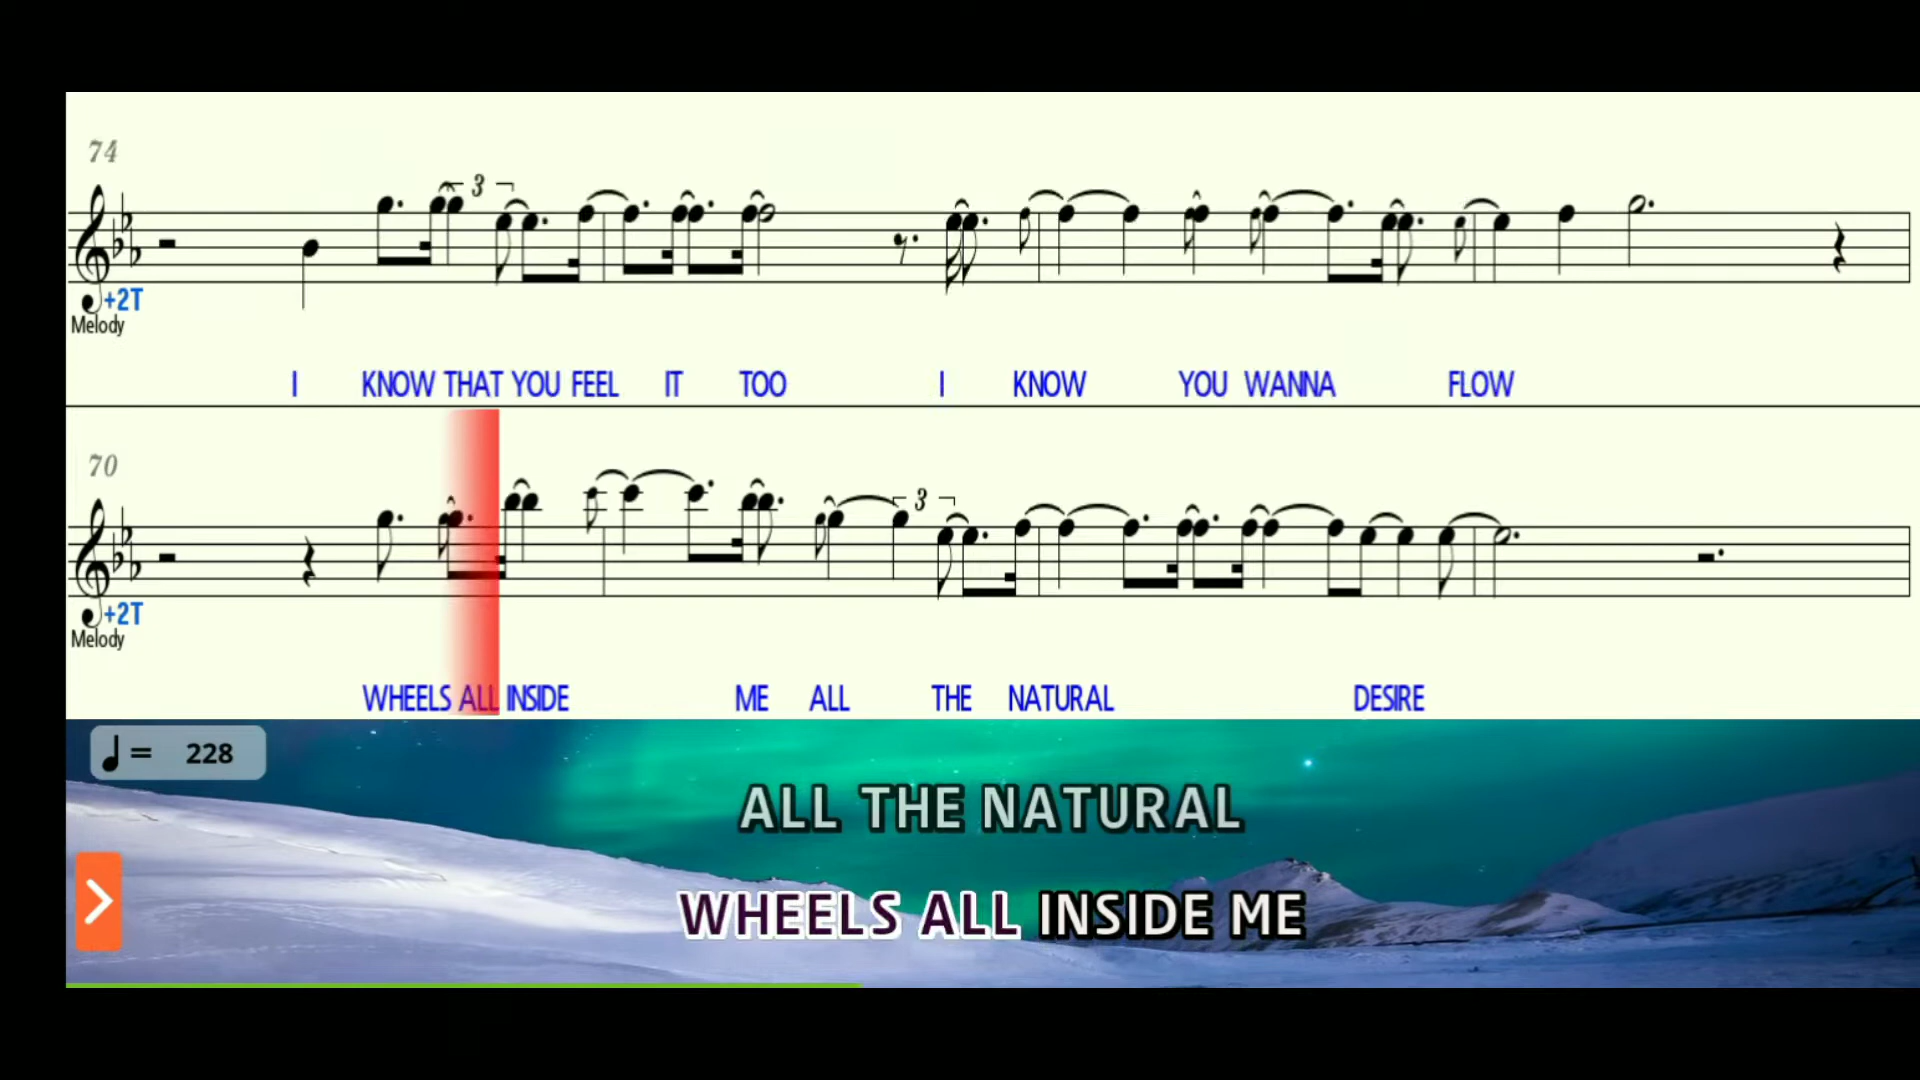 74
3
+2T
Melody
I KNOW THAT YOU FEEL IT TOO I KNOW YOU WANNA FLOW
70
3
+2T
Melody
WHEELS ALL INSIDE ME ALL THE NATURAL DESIRE
= 228
ALL THE NATURAL
WHEELS ALL INSIDE ME